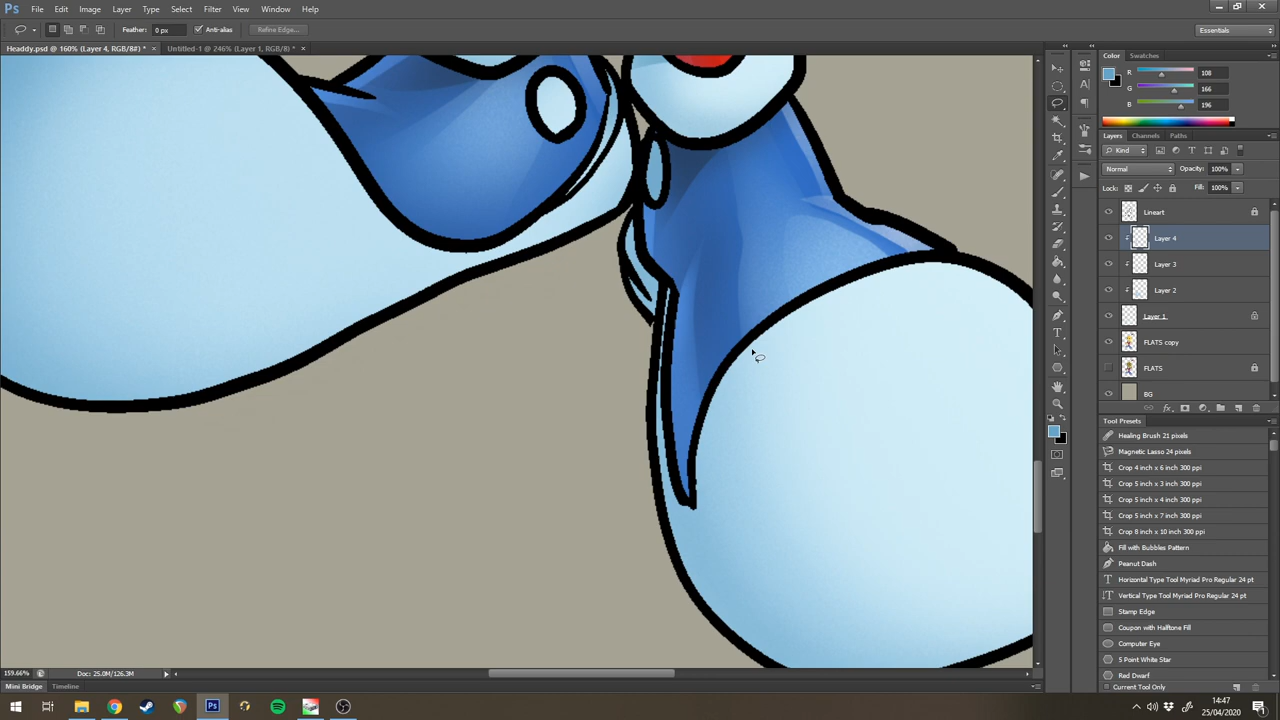 Ps File Edit Image Layer Type Select Filter View Window Help
Feather: 0 px Anti-alias Refine Edge... Essentials
Headdy.psd @ 160% (Layer 4, RGB/8#) * × Untitled-1 @ 246% (Layer 1, RGB/8) * ×
Color Swatches
R 108
G 166
B 196
Layers Channels Paths
Kind
Normal Opacity: 100%
Lock: Fill: 100%
Lineart
Layer 4
Layer 3
Layer 2
Layer 1
FLATS copy
FLATS
BG
Tool Presets
Healing Brush 21 pixels
Magnetic Lasso 24 pixels
Crop 4 inch x 6 inch 300 ppi
Crop 5 inch x 3 inch 300 ppi
Crop 5 inch x 4 inch 300 ppi
Crop 5 inch x 7 inch 300 ppi
Crop 8 inch x 10 inch 300 ppi
Fill with Bubbles Pattern
Peanut Dash
Horizontal Type Tool Myriad Pro Regular 24 pt
Vertical Type Tool Myriad Pro Regular 24 pt
Stamp Edge
Coupon with Halftone Fill
Computer Eye
5 Point White Star
Red Dwarf
Current Tool Only
159.66% Doc: 25.0M/126.3M
Mini Bridge Timeline
14:47
25/04/2020